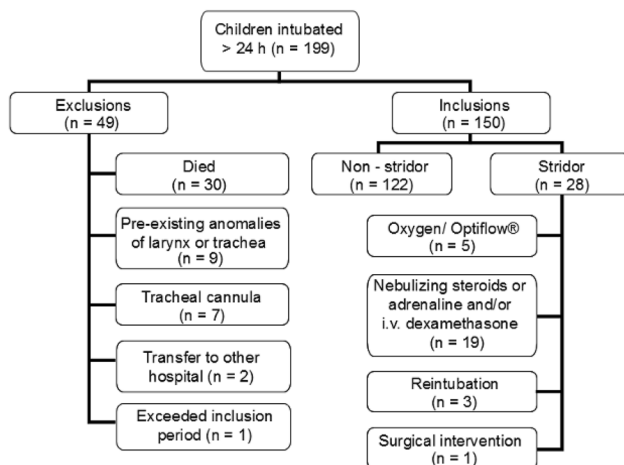 Children intubated
> 24 h (n = 199)
Exclusions
(n = 49)
Inclusions
(n = 150)
Died
(n = 30)
Pre-existing anomalies
of larynx or trachea
(n = 9)
Tracheal cannula
(n = 7)
Transfer to other
hospital (n = 2)
Exceeded inclusion
period (n = 1)
Non - stridor
(n = 122)
Stridor
(n = 28)
Oxygen/ Optiflow®
(n = 5)
Nebulizing steroids or
adrenaline and/or
i.v. dexamethasone
(n = 19)
Reintubation
(n = 3)
Surgical intervention
(n = 1)